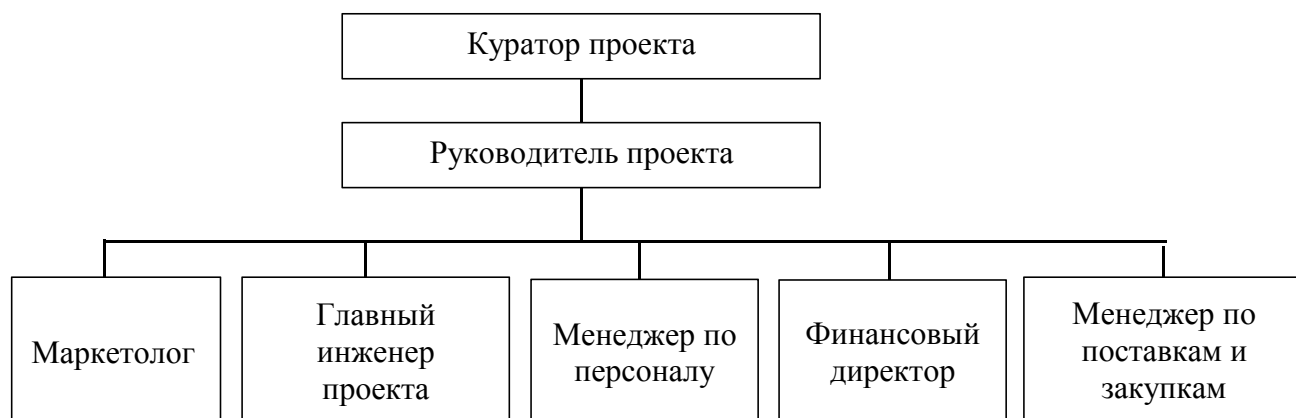 Куратор проекта
Руководитель проекта
Маркетолог
Главный
инженер
проекта
Менеджер по
персоналу
Финансовый
директор
Менеджер по
поставкам и
закупкам